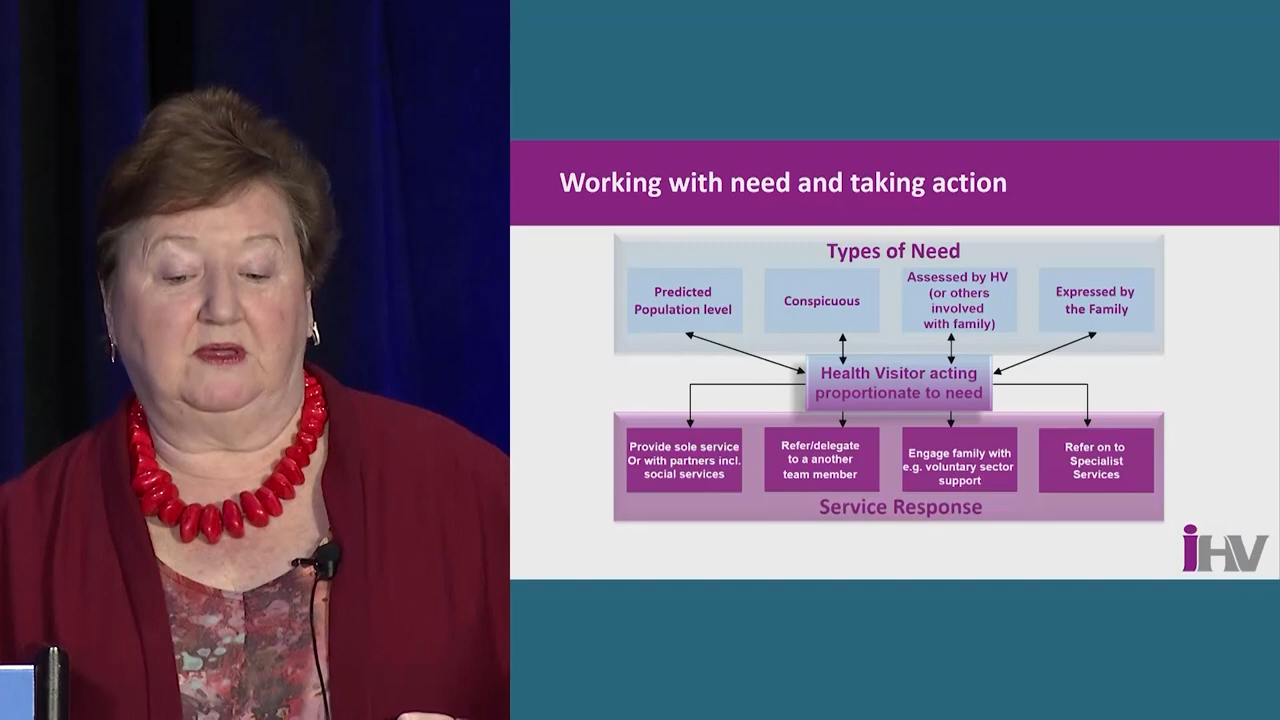 Working with need and taking action
Types of Need
Predicted
Population level
Conspicuous
Assessed by HV
(or others
involved
with family)
Expressed by
the Family
Health Visitor acting
proportionate to need
Provide sole service
Or with partners incl.
social services
Refer/delegate
to a another
team member
Engage family with
e.g. voluntary sector
support
Refer on to
Specialist
Services
Service Response
iHV